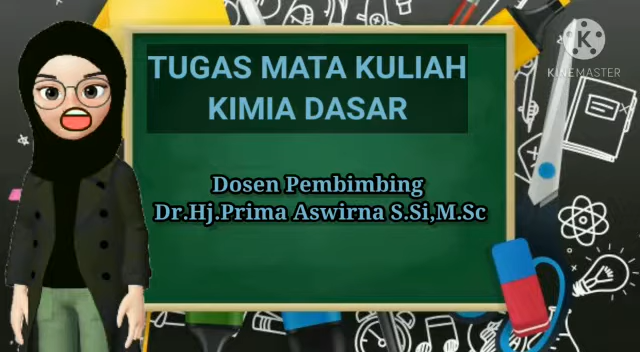 TUGAS MATA KULIAH
KIMIA DASAR
Dosen Pembimbing
Dr.Hj.Prima Aswirna S.Si,M.Sc
K
KINEMASTER